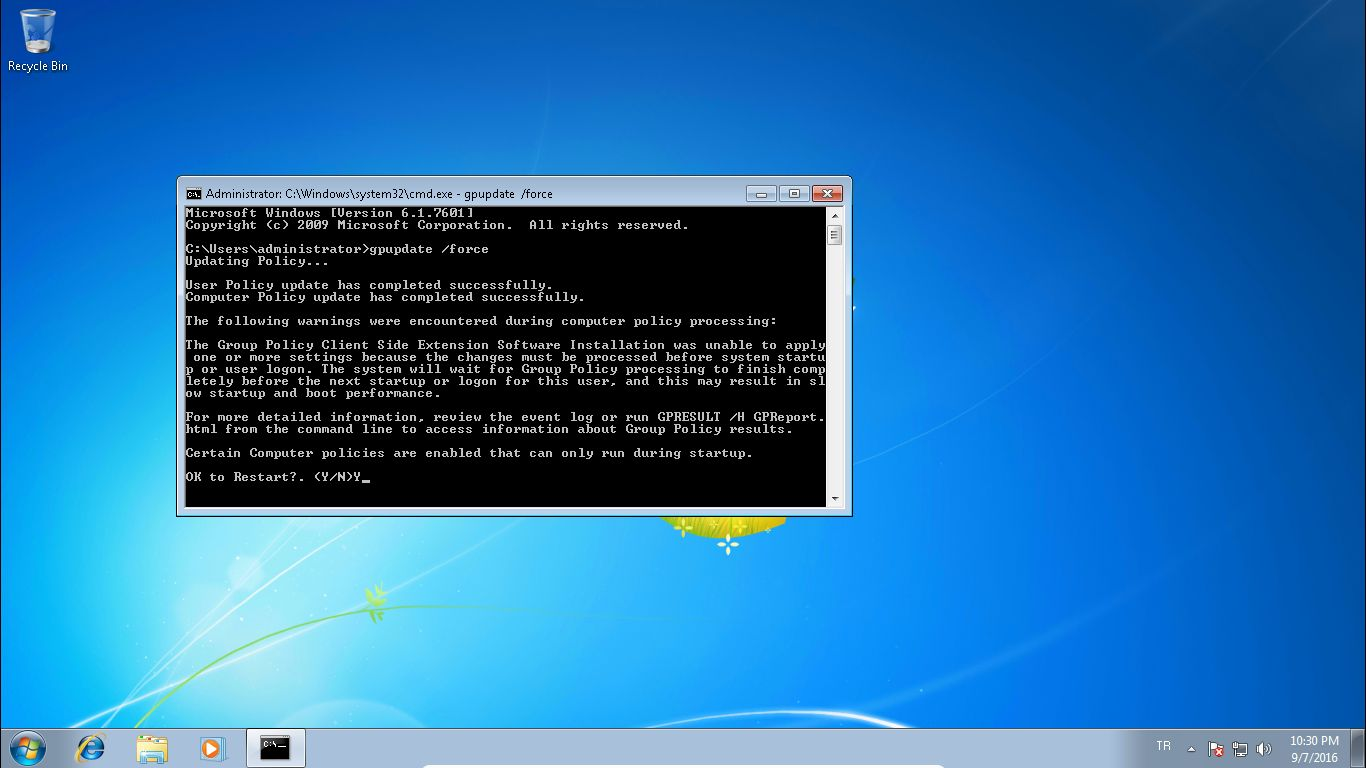 Recycle Bin
Administrator: C:\Windows\system32\cmd.exe - gpupdate  /force
Microsoft Windows [Version 6.1.7601]
Copyright (c) 2009 Microsoft Corporation.  All rights reserved.
C:\Users\administrator>gpupdate /force
Updating Policy...
User Policy update has completed successfully.
Computer Policy update has completed successfully.
The following warnings were encountered during computer policy processing:
The Group Policy Client Side Extension Software Installation was unable to apply
 one or more settings because the changes must be processed before system startu
p or user logon. The system will wait for Group Policy processing to finish comp
letely before the next startup or logon for this user, and this may result in sl
ow startup and boot performance.
For more detailed information, review the event log or run GPRESULT /H GPReport.
html from the command line to access information about Group Policy results.
Certain Computer policies are enabled that can only run during startup.
OK to Restart?. (Y/N)Y_
C:\_
TR
10:30 PM
9/7/2016